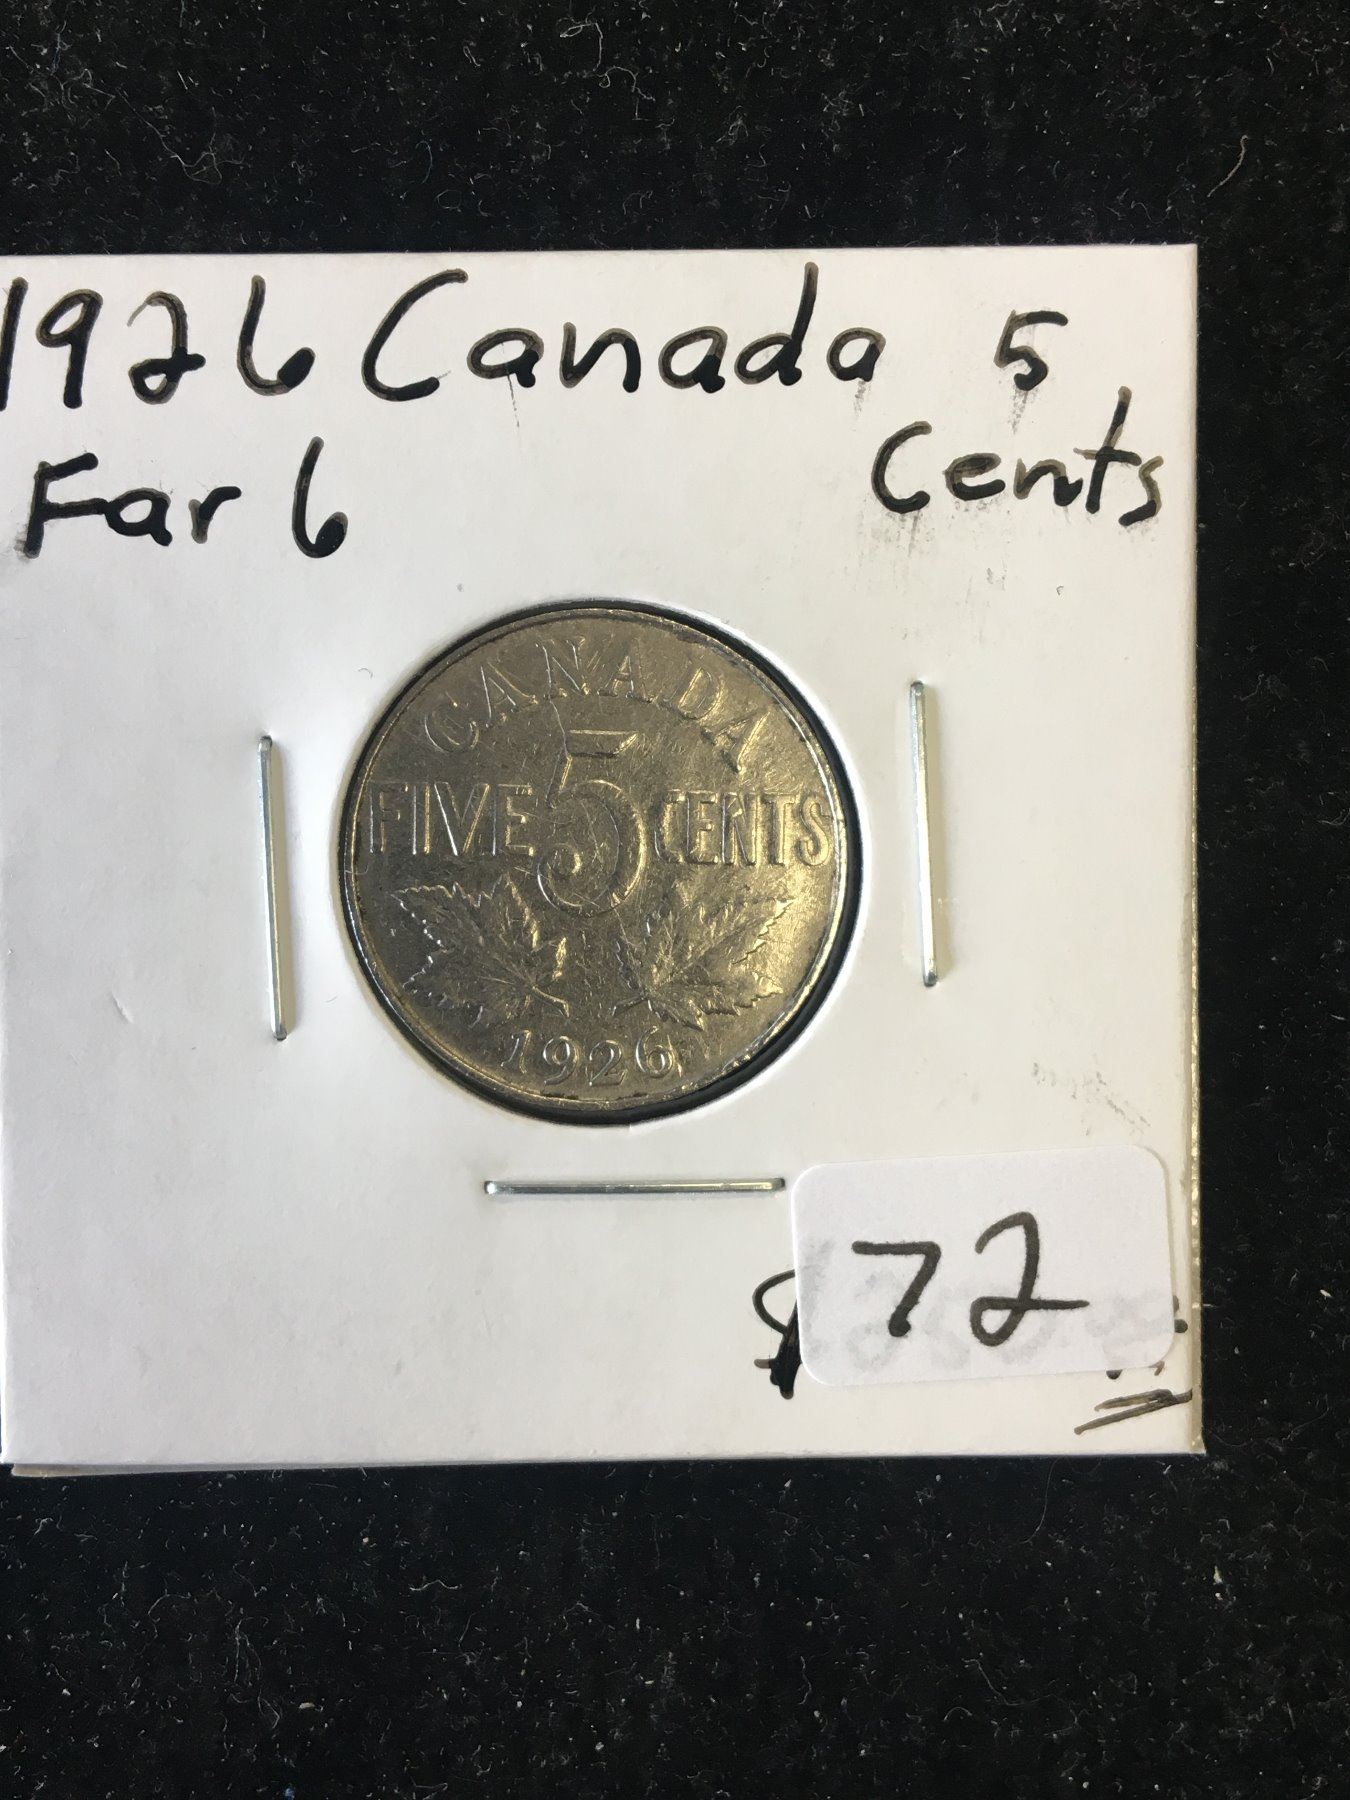 1926 Canada 5
Far 6 Cents
CANADA
FIVE 5 CENTS
1926
72